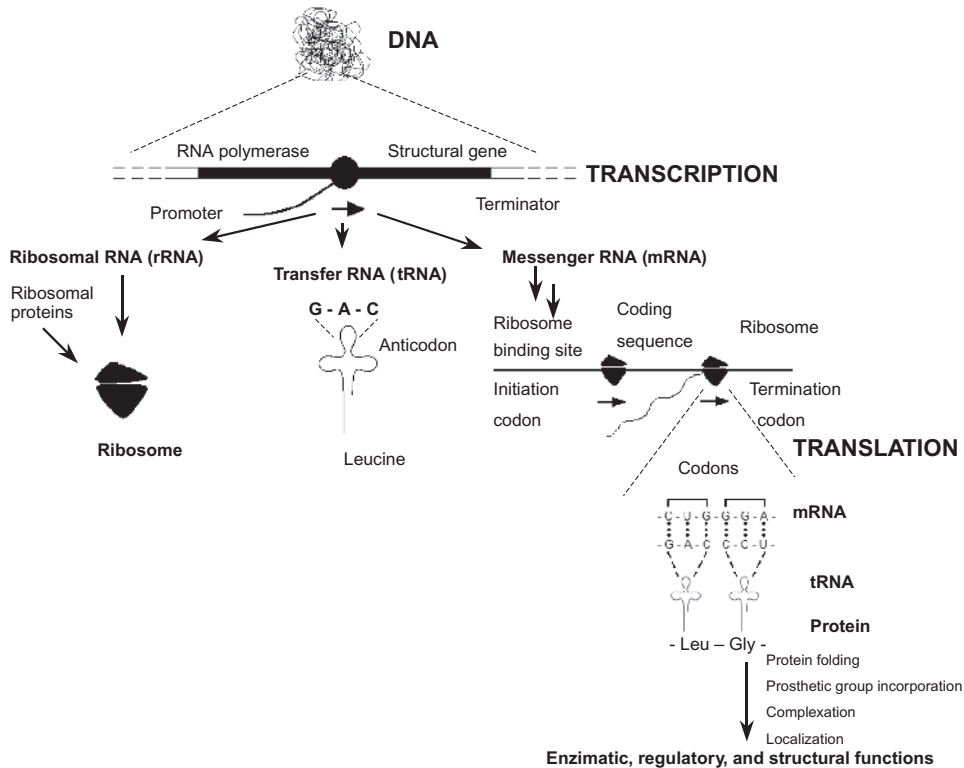 DNA
RNA polymerase
Structural gene
TRANSCRIPTION
Promoter
Terminator
Ribosomal RNA (rRNA)
Transfer RNA (tRNA)
Messenger RNA (mRNA)
Ribosomal
proteins
G - A - C
Anticodon
Leucine
Ribosome
Ribosome
binding site
Coding
sequence
Ribosome
Initiation
codon
Termination
codon
TRANSLATION
Codons
-C-U-G-G-G-A-
mRNA
-G-A-C-C-C-U-
tRNA
Protein
- Leu – Gly -
Protein folding
Prosthetic group incorporation
Complexation
Localization
Enzimatic, regulatory, and structural functions